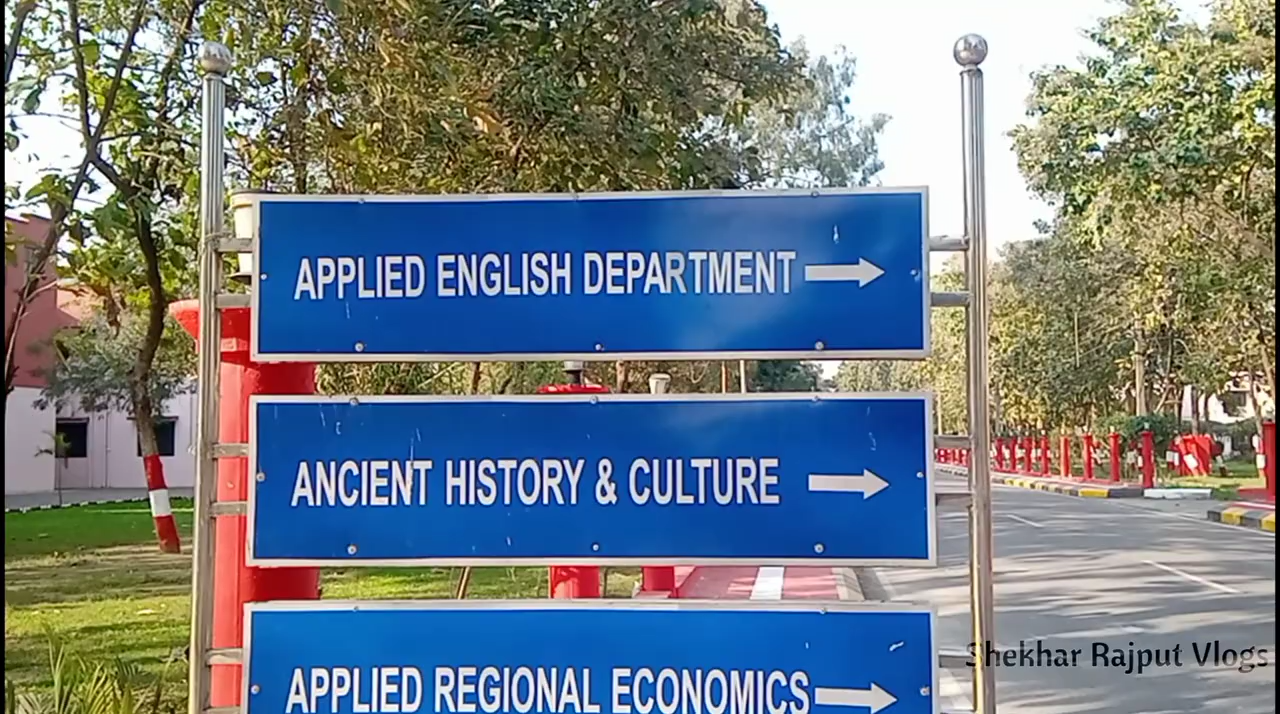 APPLIED ENGLISH DEPARTMENT
ANCIENT HISTORY & CULTURE
APPLIED REGIONAL ECONOMICS
Shekhar Rajput Vlogs